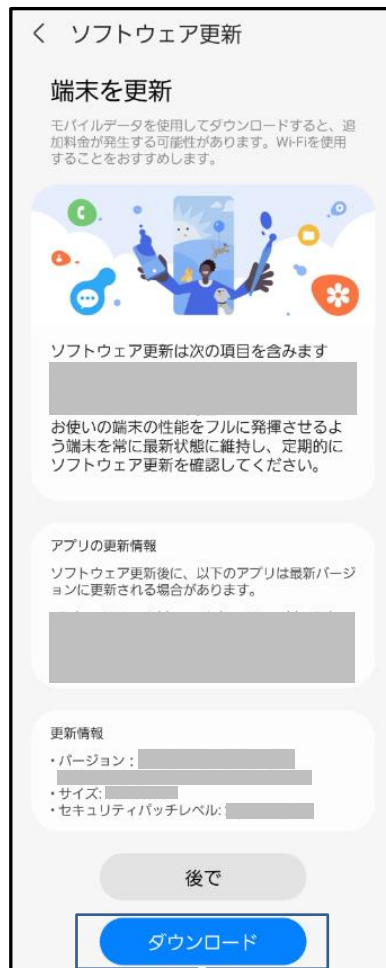 ソフトウェア更新
端末を更新
モバイルデータを使用してダウンロードすると、追
加料金が発生する可能性があります。Wi-Fiを使用
することをおすすめします。
ソフトウェア更新は次の項目を含みます
お使いの端末の性能をフルに発揮させるよ
う端末を常に最新状態に維持し、定期的に
ソフトウェア更新を確認してください。
アプリの更新情報
ソフトウェア更新後に、以下のアプリは最新バージ
ョンに更新される場合があります。
更新情報
・バージョン :
・サイズ:
・セキュリティパッチレベル:
後で
ダウンロード